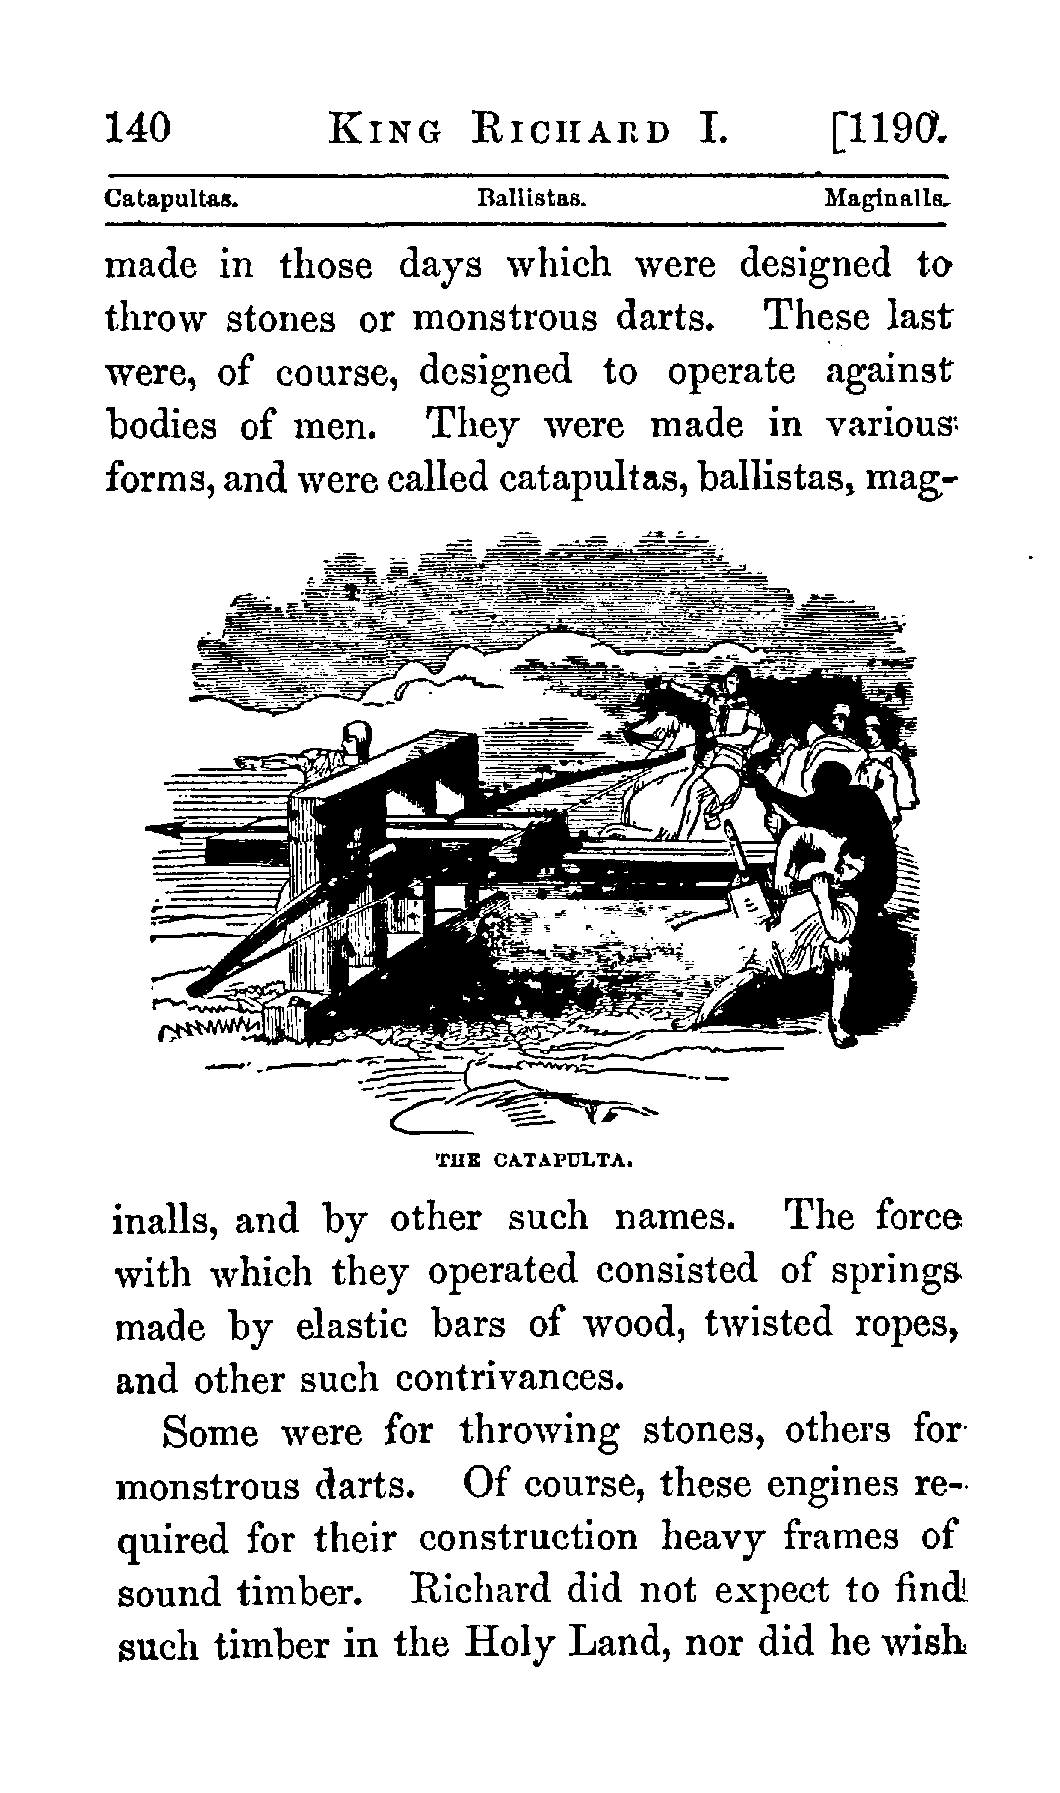 140 KING RICHARD I. [1190.
Catapultas. Ballistas. Maginalls.
made in those days which were designed to
throw stones or monstrous darts. These last
were, of course, designed to operate against
bodies of men. They were made in various
forms, and were called catapultas, ballistas, mag-
THE CATAPULTA.
inalls, and by other such names. The force
with which they operated consisted of springs
made by elastic bars of wood, twisted ropes,
and other such contrivances.
Some were for throwing stones, others for
monstrous darts. Of course, these engines re-
quired for their construction heavy frames of
sound timber. Richard did not expect to find
such timber in the Holy Land, nor did he wish